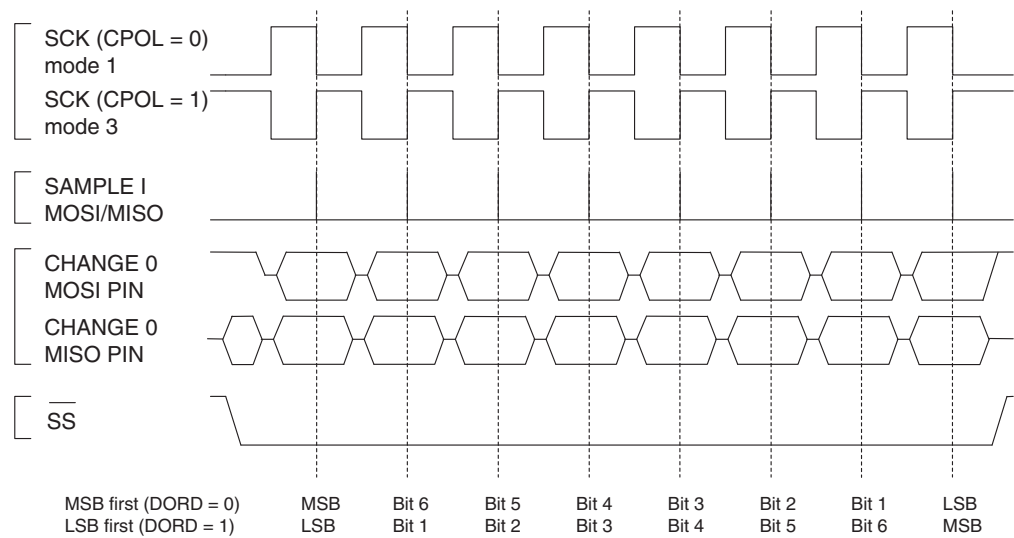 SCK (CPOL = 0)
mode 1
SCK (CPOL = 1)
mode 3
SAMPLE I
MOSI/MISO
CHANGE 0
MOSI PIN
CHANGE 0
MISO PIN
SS
MSB first (DORD = 0) MSB Bit 6 Bit 5 Bit 4 Bit 3 Bit 2 Bit 1 LSB
LSB first (DORD = 1) LSB Bit 1 Bit 2 Bit 3 Bit 4 Bit 5 Bit 6 MSB